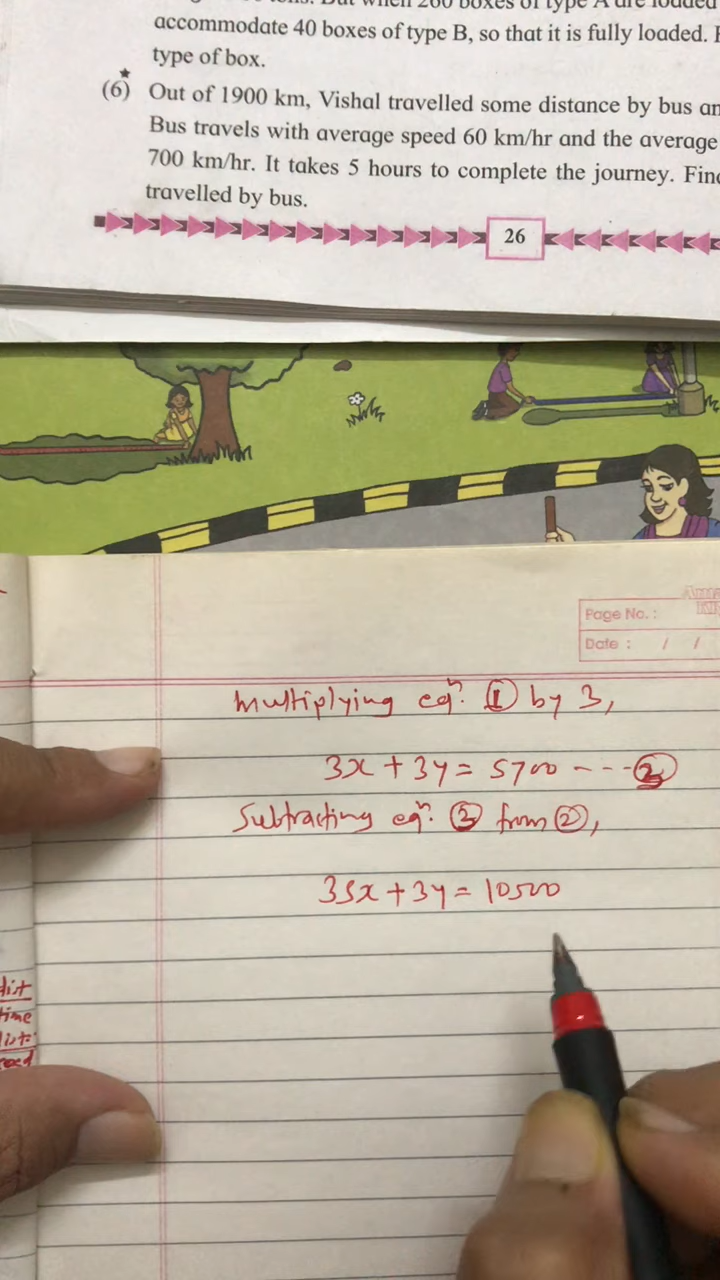 accommodate 40 boxes of type B, so that it is fully loaded.
type of box.
(6) Out of 1900 km, Vishal travelled some distance by bus
Bus travels with average speed 60 km/hr and the average
700 km/hr. It takes 5 hours to complete the journey.
travelled by bus.
26
Page No. :
Date : / /
Multiplying eqⁿ. ① by 3,
3x + 3y = 5700 --- ③
Subtracting eqⁿ. ③ from ②,
35x + 3y = 10500